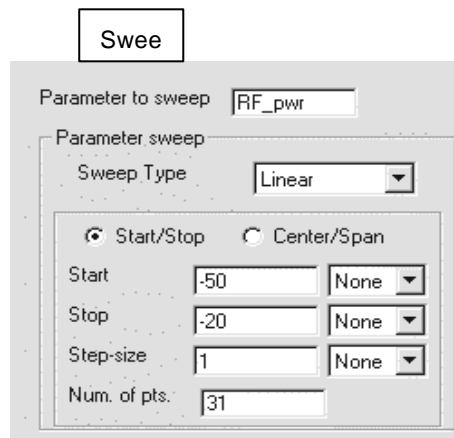 Swee
Parameter to sweep RF_pwr
Parameter sweep
Sweep Type Linear
Start/Stop Center/Span
Start -50 None
Stop -20 None
Step-size 1 None
Num. of pts. 31